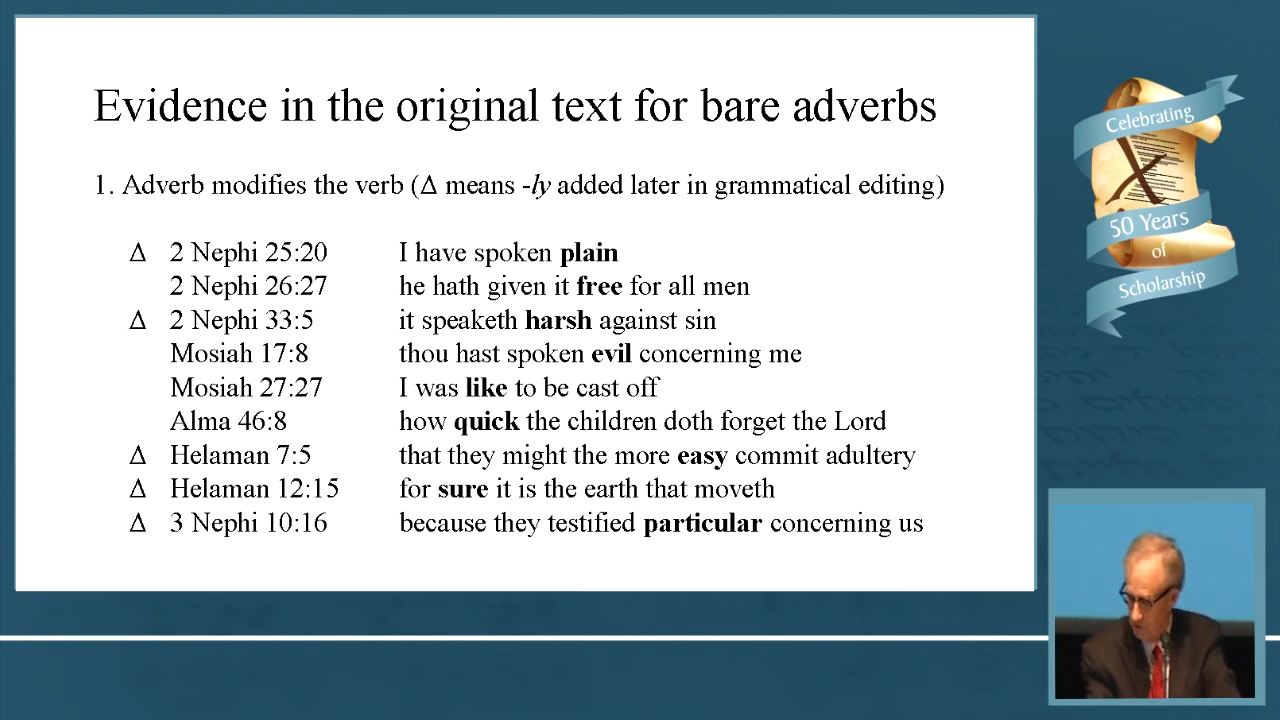 Evidence in the original text for bare adverbs
1. Adverb modifies the verb (Δ means -ly added later in grammatical editing)
Δ 2 Nephi 25:20 I have spoken plain
2 Nephi 26:27 he hath given it free for all men
Δ 2 Nephi 33:5 it speaketh harsh against sin
Mosiah 17:8 thou hast spoken evil concerning me
Mosiah 27:27 I was like to be cast off
Alma 46:8 how quick the children doth forget the Lord
Δ Helaman 7:5 that they might the more easy commit adultery
Δ Helaman 12:15 for sure it is the earth that moveth
Δ 3 Nephi 10:16 because they testified particular concerning us
Celebrating
X
50 Years
of
Scholarship